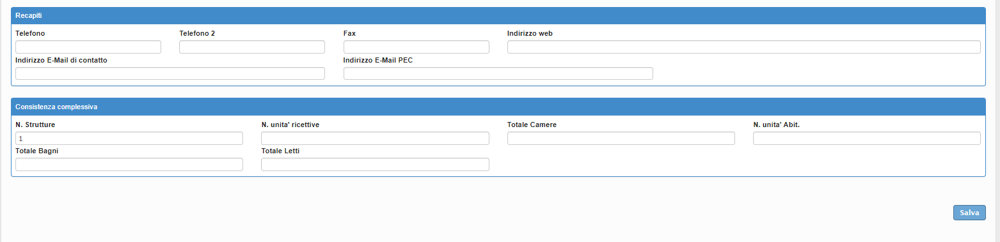 Recapiti
Telefono Telefono 2 Fax Indirizzo web
Indirizzo E-Mail di contatto Indirizzo E-Mail PEC
Consistenza complessiva
N. Strutture N. unita' ricettive Totale Camere N. unita' Abit.
1
Totale Bagni Totale Letti
Salva